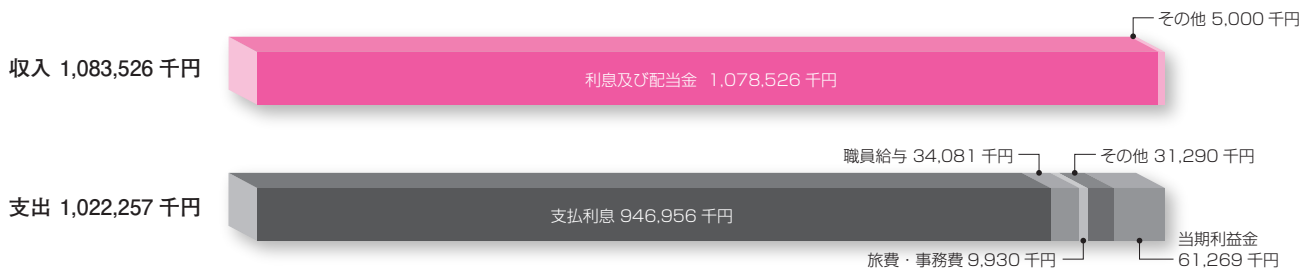 その他 5,000 千円
収入 1,083,526 千円
利息及び配当金 1,078,526 千円
職員給与 34,081 千円
その他 31,290 千円
支出 1,022,257 千円
支払利息 946,956 千円
旅費・事務費 9,930 千円
当期利益金
61,269 千円